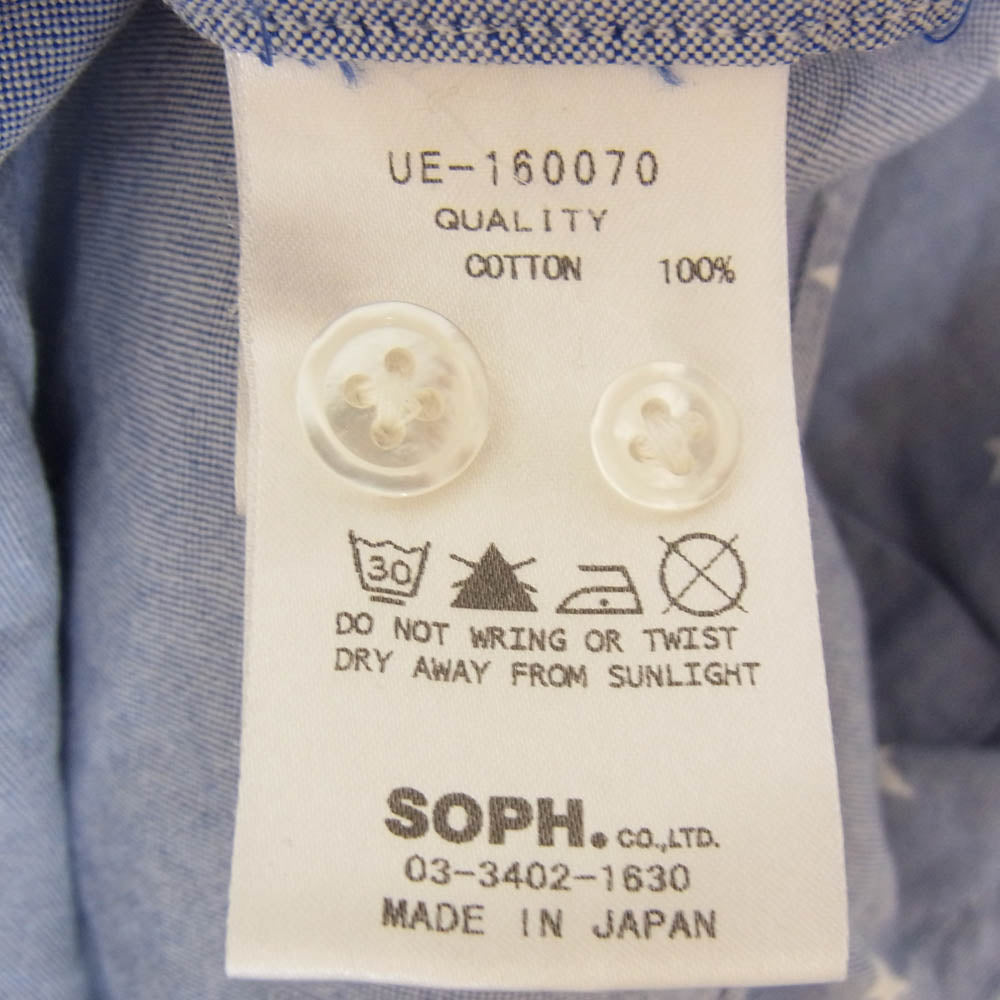 UE-160070
QUALITY
COTTON 100%
30
DO NOT WRING OR TWIST
DRY AWAY FROM SUNLIGHT
SOPH. CO.,LTD.
03-3402-1630
MADE IN JAPAN